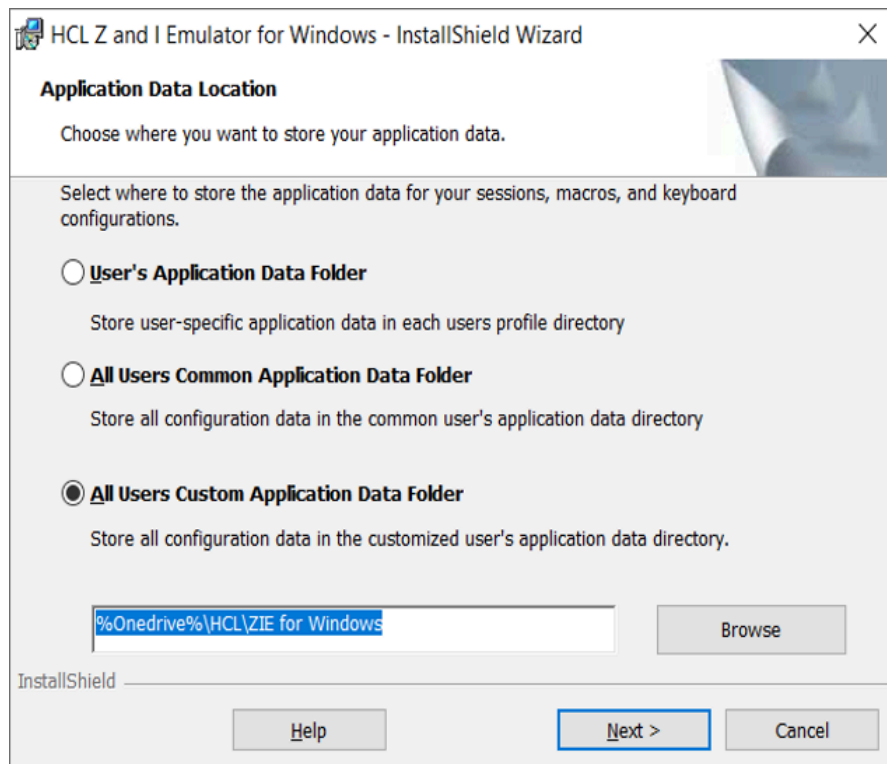 HCL Z and I Emulator for Windows - InstallShield Wizard
Application Data Location
Choose where you want to store your application data.
Select where to store the application data for your sessions, macros, and keyboard
configurations.
User's Application Data Folder
Store user-specific application data in each users profile directory
All Users Common Application Data Folder
Store all configuration data in the common user's application data directory
All Users Custom Application Data Folder
Store all configuration data in the customized user's application data directory.
%Onedrive%\HCL\ZIE for Windows
Browse
InstallShield
Help
Next >
Cancel